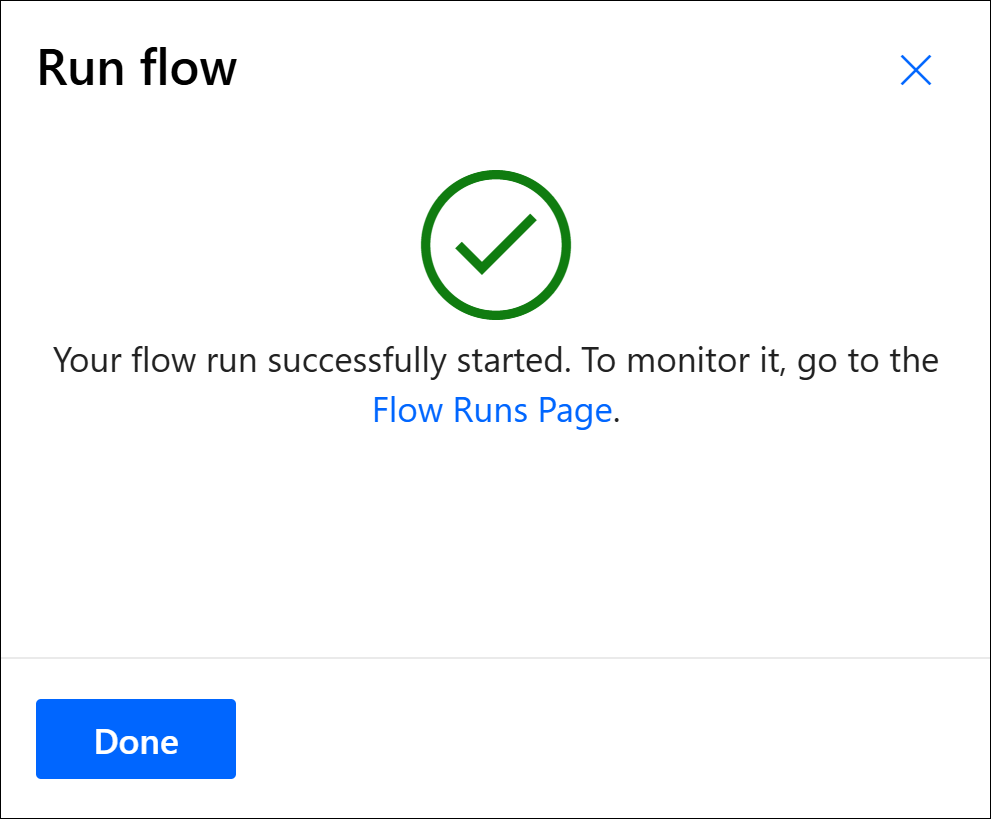 Run flow
Your flow run successfully started. To monitor it, go to the
Flow Runs Page.
Done